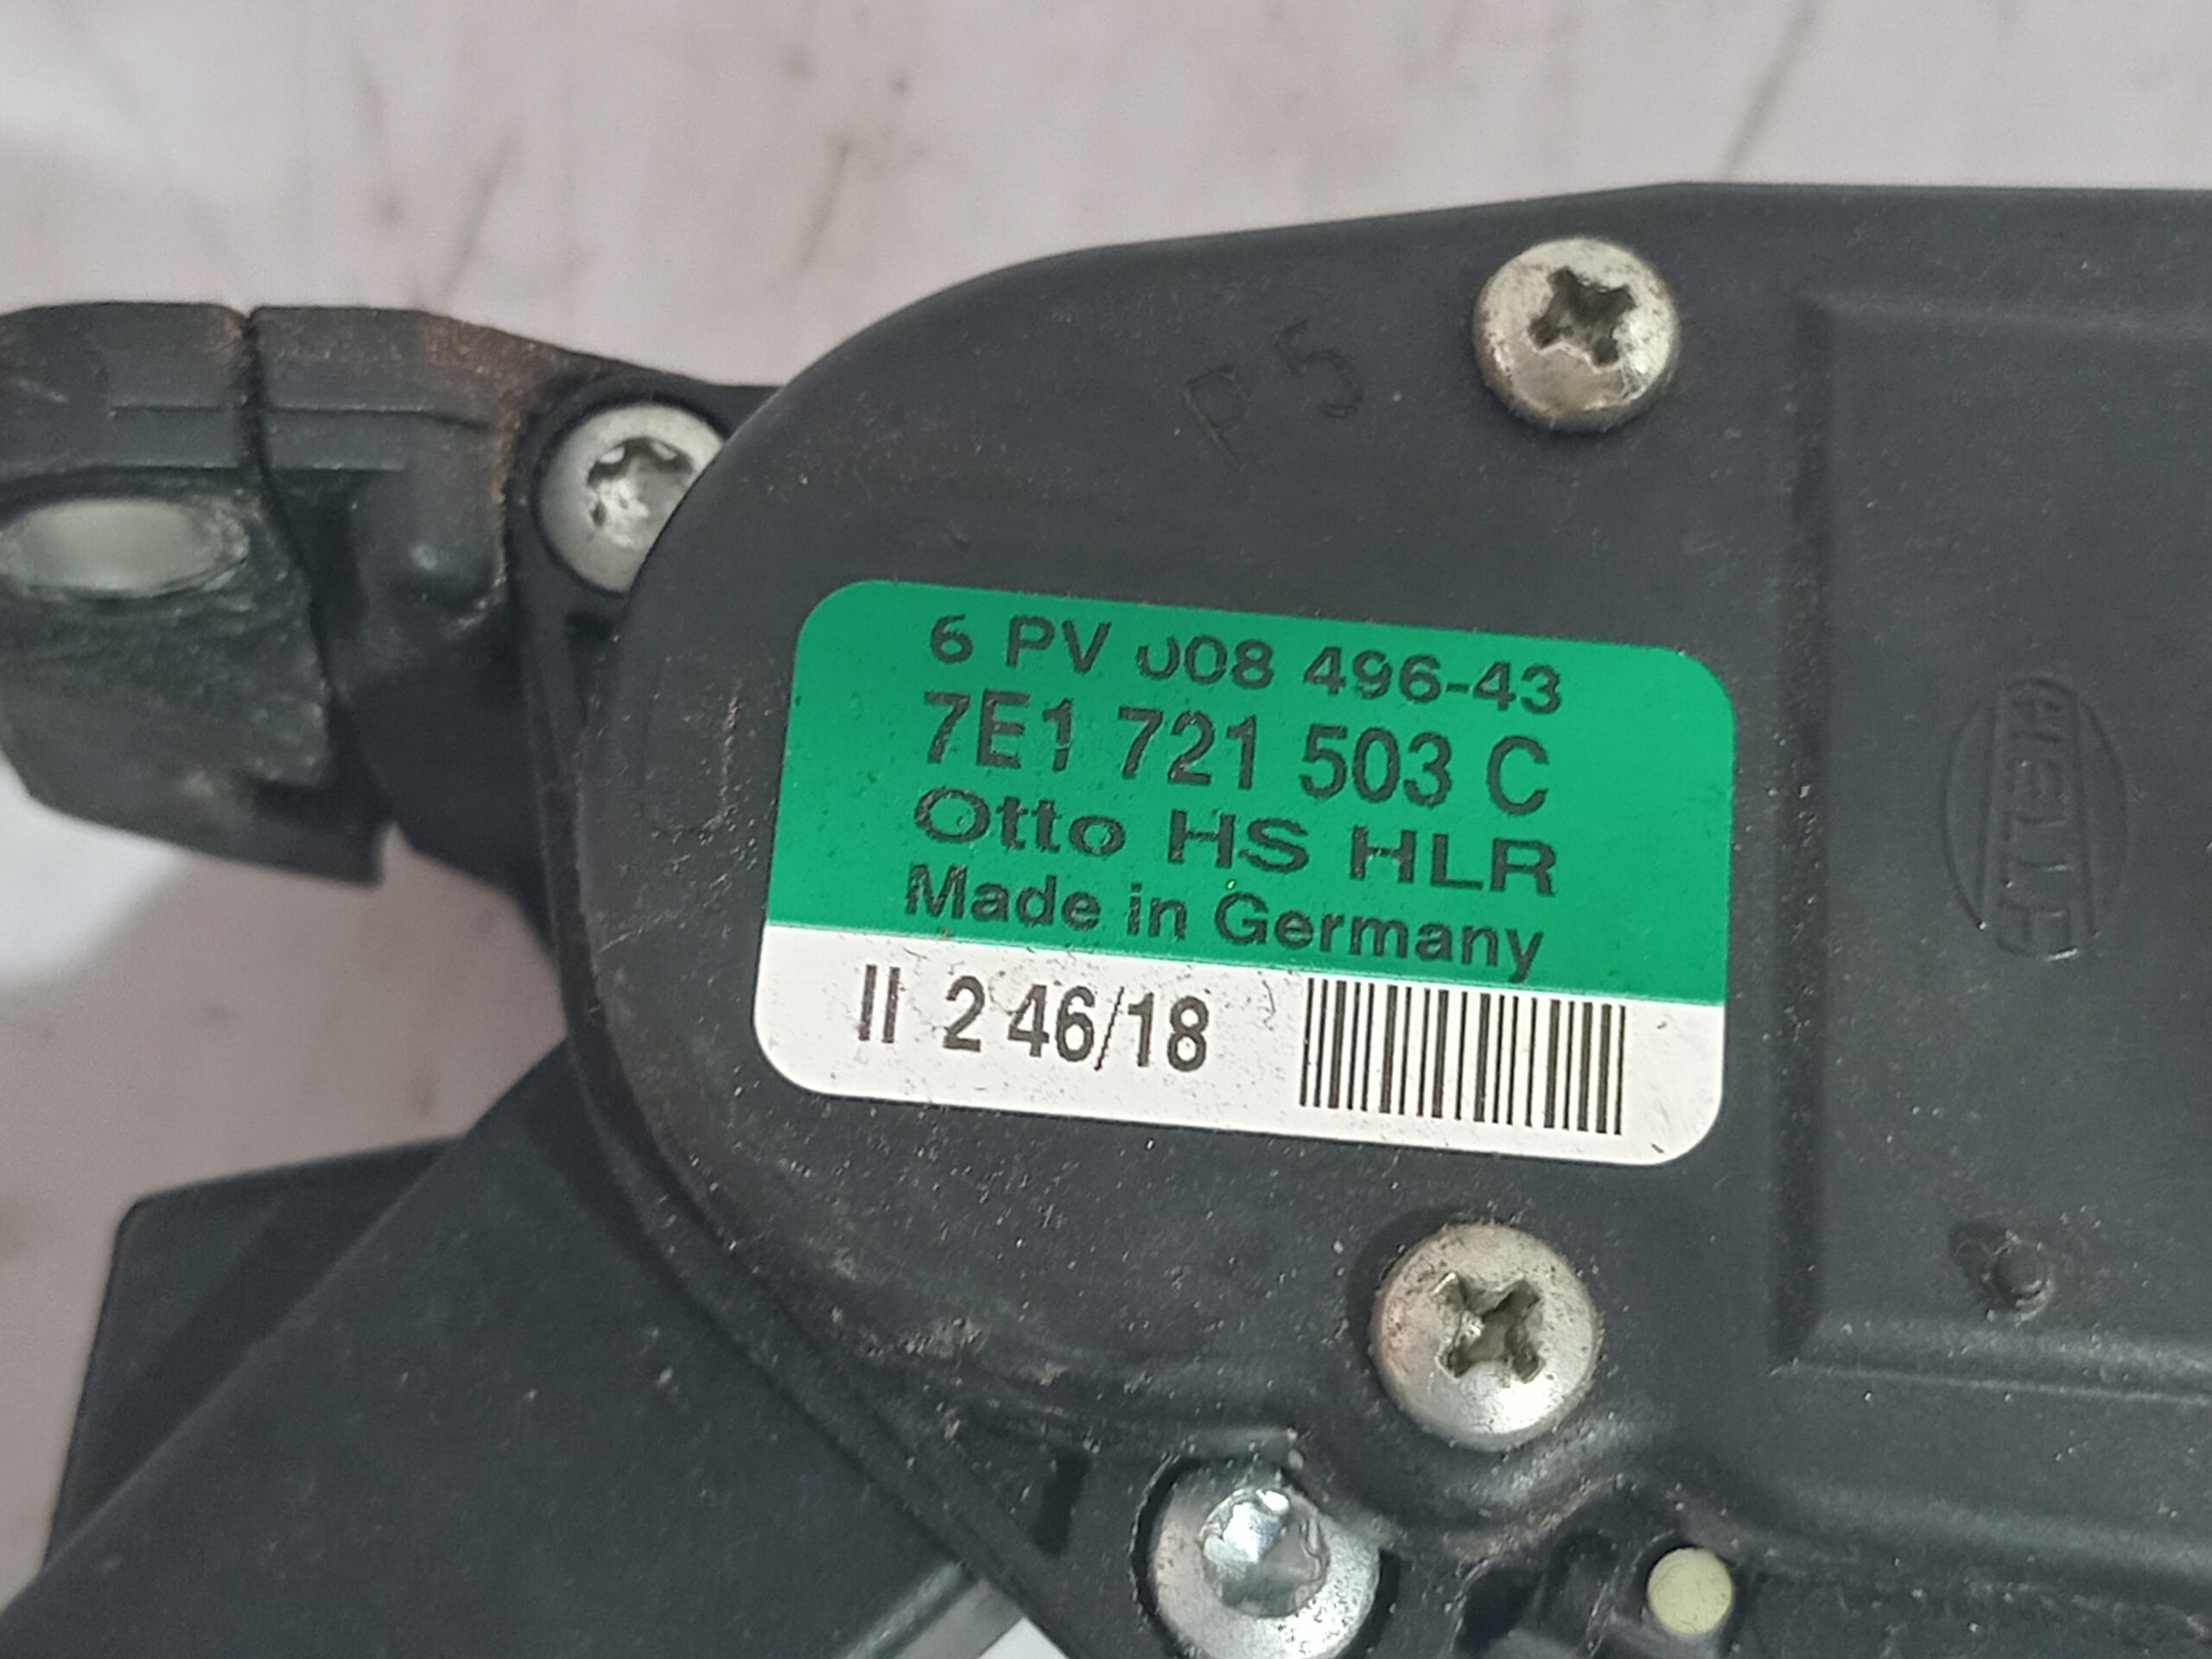 P5
6 PV 008 496-43
7E1 721 503 C
Otto HS HLR
Made in Germany
II 2 46/18
HELLA